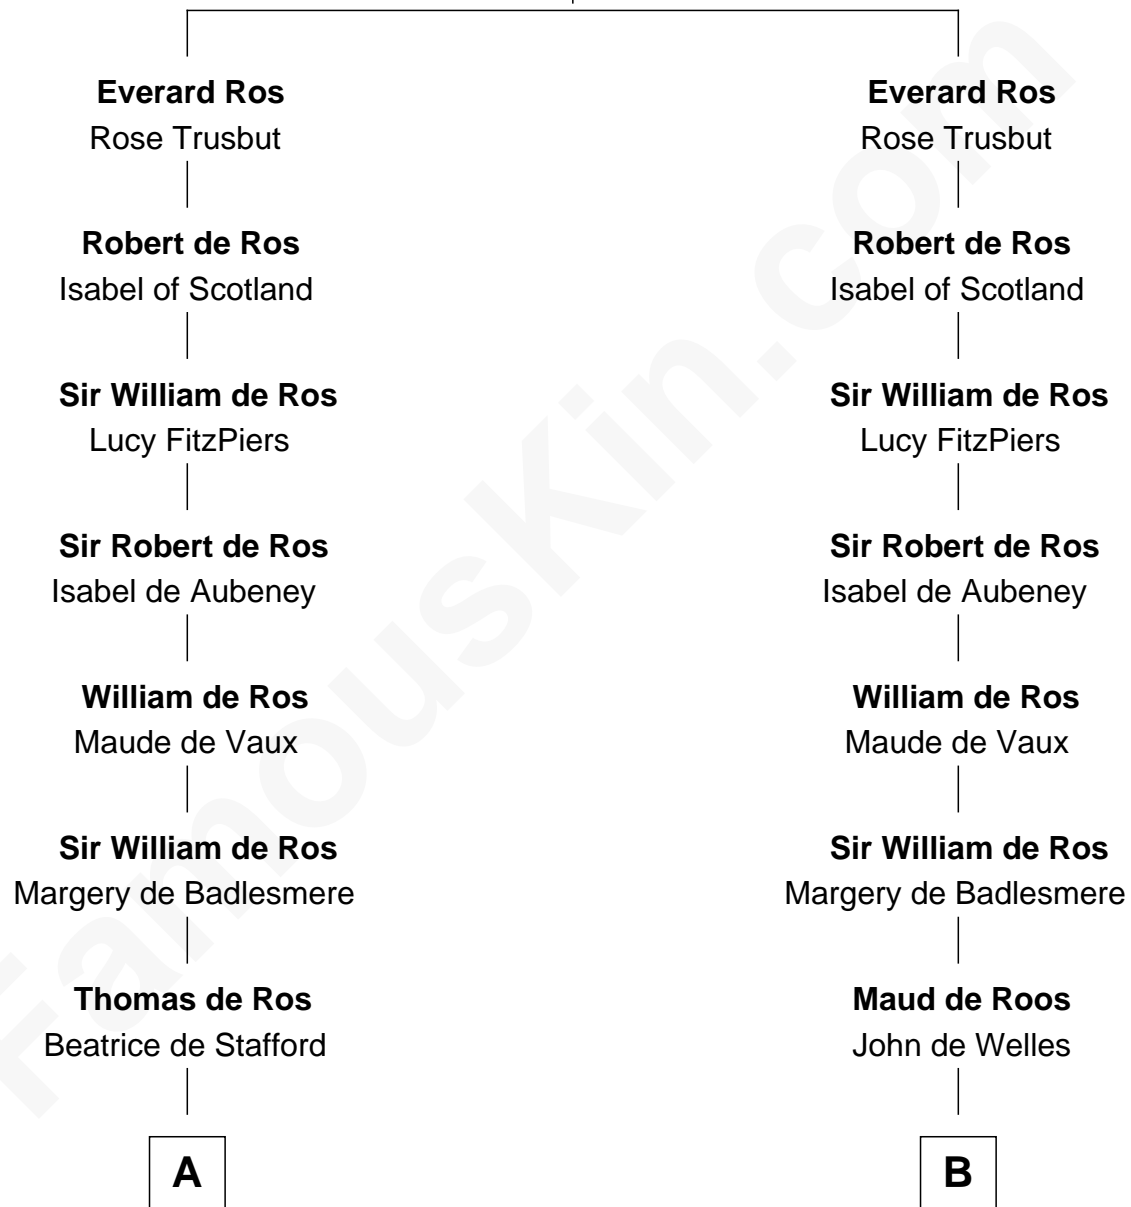 Everard Ros
Rose Trusbut
Robert de Ros
Isabel of Scotland
Sir William de Ros
Lucy FitzPiers
Sir Robert de Ros
Isabel de Aubeney
William de Ros
Maude de Vaux
Sir William de Ros
Margery de Badlesmere
Thomas de Ros
Beatrice de Stafford
A
Everard Ros
Rose Trusbut
Robert de Ros
Isabel of Scotland
Sir William de Ros
Lucy FitzPiers
Sir Robert de Ros
Isabel de Aubeney
William de Ros
Maude de Vaux
Sir William de Ros
Margery de Badlesmere
Maud de Roos
John de Welles
B
FamousKin.com